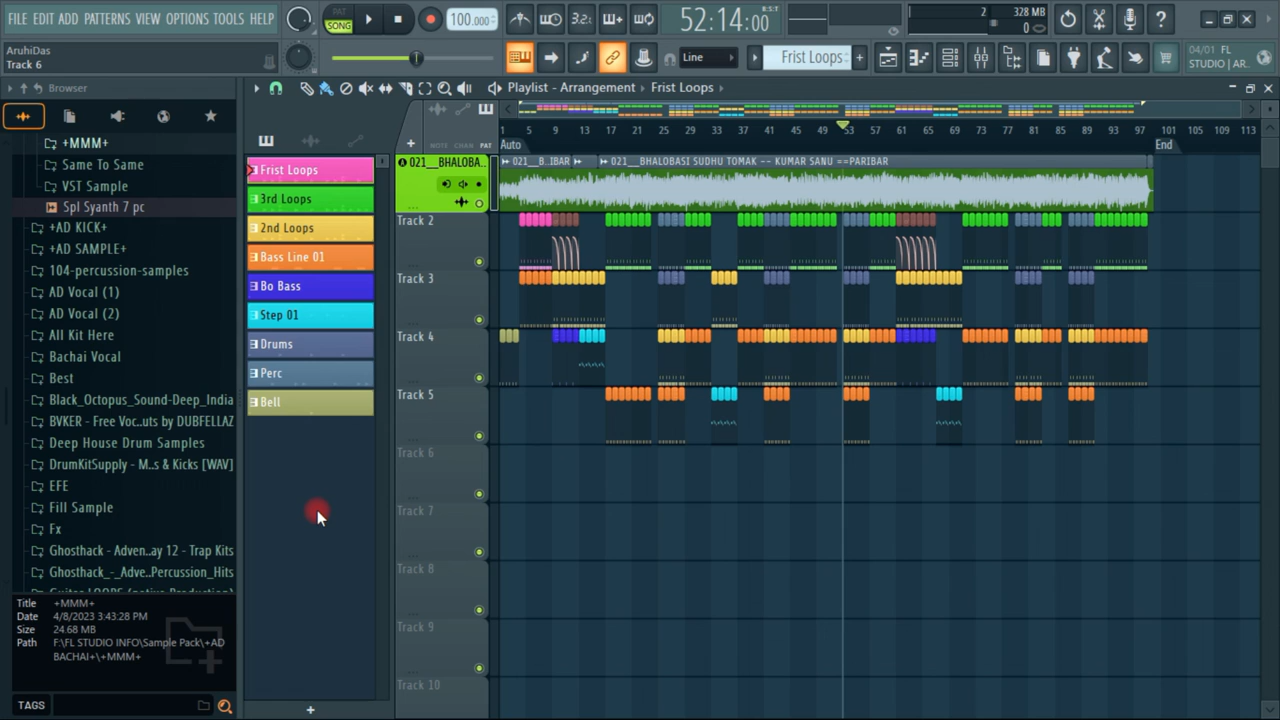 FILE EDIT ADD PATTERNS VIEW OPTIONS TOOLS HELP
PAT
SONG
100.000
3.2.
52:14:00
M:S:T
2
328 MB
0
AruhiDas
Track 6
Line
Frist Loops
04/01 FL
STUDIO | AR..
Browser
Playlist - Arrangement Frist Loops
+MMM+
Same To Same
VST Sample
Spl Syanth 7 pc
+AD KICK+
+AD SAMPLE+
104-percussion-samples
AD Vocal (1)
AD Vocal (2)
All Kit Here
Bachai Vocal
Best
Black_Octopus_Sound-Deep_India
BVKER - Free Voc..uts by DUBFELLAZ
Deep House Drum Samples
DrumKitSupply - M..s & Kicks [WAV]
EFE
Fill Sample
Fx
Ghosthack - Adven..ay 12 - Trap Kits
Ghosthack_-_Adve..Percussion_Hits
Title +MMM+
Date 4/8/2023 3:43:28 PM
Size 24.68 MB
Path F:\FL STUDIO INFO\Sample Pack\+AD
BACHAI+\+MMM+
TAGS
Frist Loops
3rd Loops
2nd Loops
Bass Line 01
Bo Bass
Step 01
Drums
Perc
Bell
+
+
NOTE CHAN PAT
1 5 9 13 17 21 25 29 33 37 41 45 49 53 57 61 65 69 73 77 81 85 89 93 97 101 105 109 113
Auto
End
021__BHALOBA..
021__B..IBAR
021__BHALOBASI SUDHU TOMAK -- KUMAR SANU ==PARIBAR
Track 2
Track 3
Track 4
Track 5
Track 6
Track 7
Track 8
Track 9
Track 10